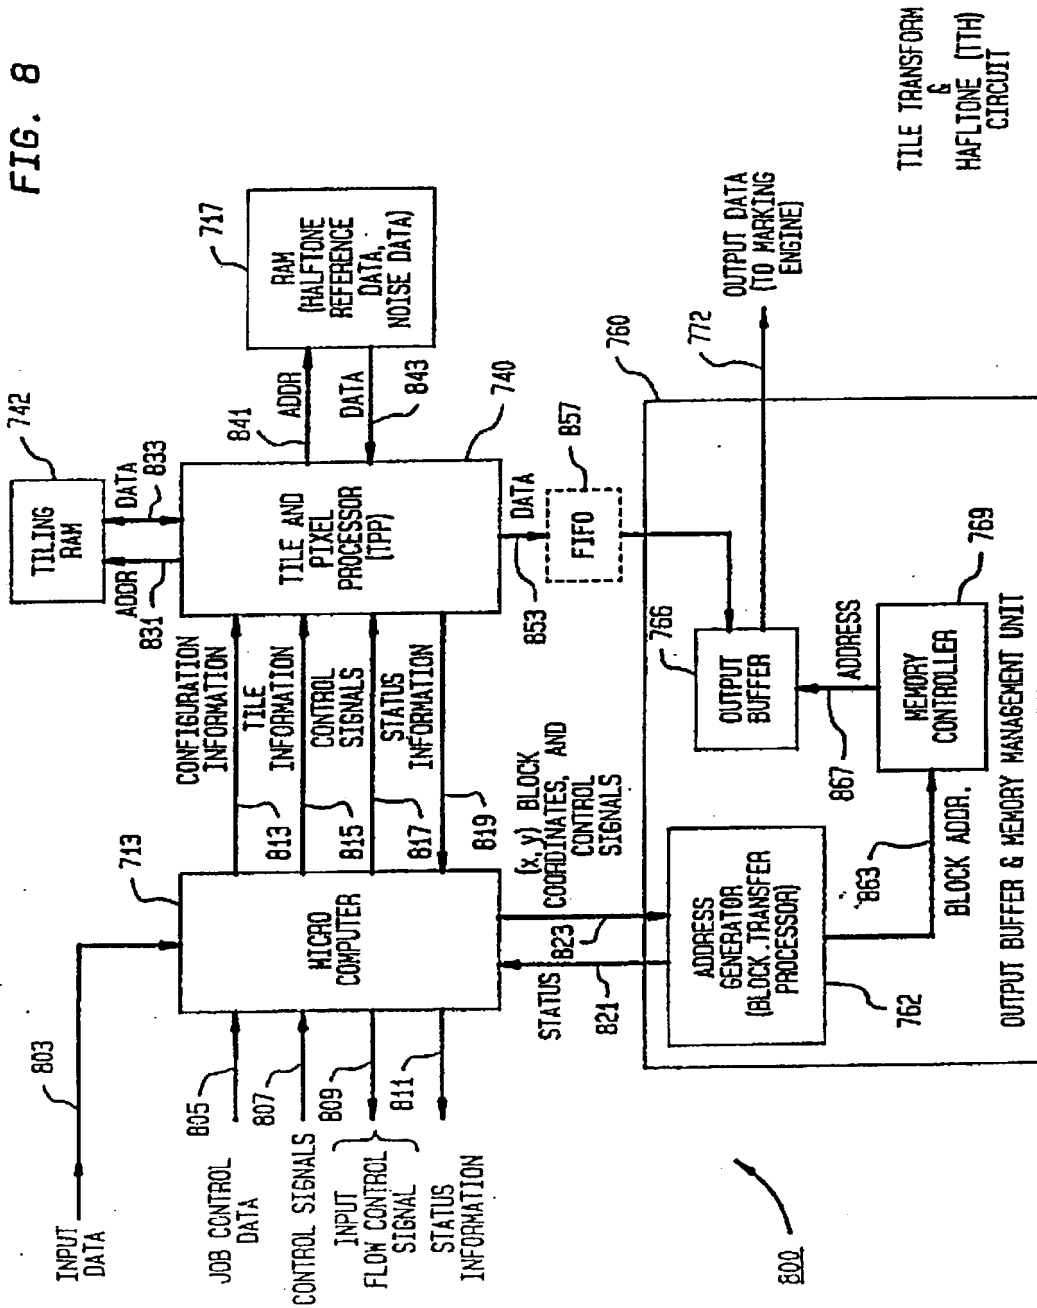 FIG. 8
803
INPUT
DATA
805
JOB CONTROL
DATA
807
CONTROL SIGNALS
809
INPUT
FLOW CONTROL
SIGNAL
811
STATUS
INFORMATION
713
MICRO
COMPUTER
CONFIGURATION
INFORMATION
813
TILE
INFORMATION
815
CONTROL
SIGNALS
817
STATUS
INFORMATION
819
742
TILING
RAM
ADDR
831
DATA
833
TILE AND
PIXEL
PROCESSOR
(TPP)
740
841
ADDR
DATA
843
717
RAM
(HALFTONE
REFERENCE
DATA,
NOISE DATA)
853
DATA
857
FIFO
STATUS
821
823
(x,y) BLOCK
COORDINATES, AND
CONTROL
SIGNALS
760
ADDRESS
GENERATOR
(BLOCK.TRANSFER
PROCESSOR)
762
863
BLOCK ADDR.
766
OUTPUT
BUFFER
867
ADDRESS
MEMORY
CONTROLLER
769
772
OUTPUT DATA
(TO MARKING
ENGINE)
OUTPUT BUFFER & MEMORY MANAGEMENT UNIT
800
TILE TRANSFORM
&
HAFLTONE (TTH)
CIRCUIT